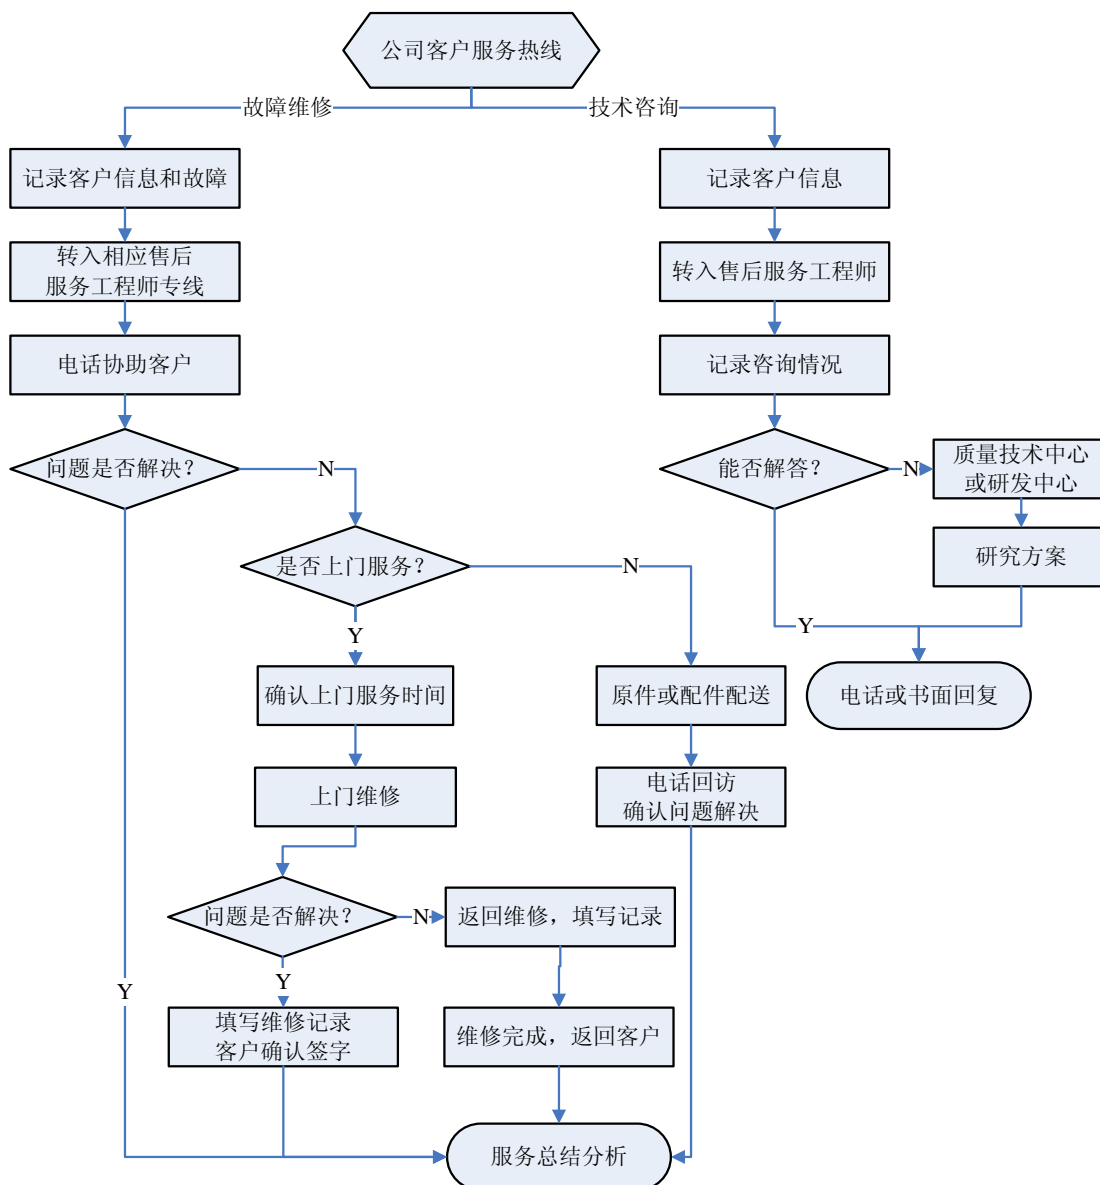 公司客户服务热线
故障维修
技术咨询
记录客户信息和故障
记录客户信息
转入相应售后
服务工程师专线
转入售后服务工程师
电话协助客户
记录咨询情况
问题是否解决？
N
能否解答？
N
质量技术中心
或研发中心
是否上门服务？
N
研究方案
Y
Y
确认上门服务时间
原件或配件配送
电话或书面回复
上门维修
电话回访
确认问题解决
问题是否解决？
N
返回维修，填写记录
Y
Y
填写维修记录
客户确认签字
维修完成，返回客户
服务总结分析